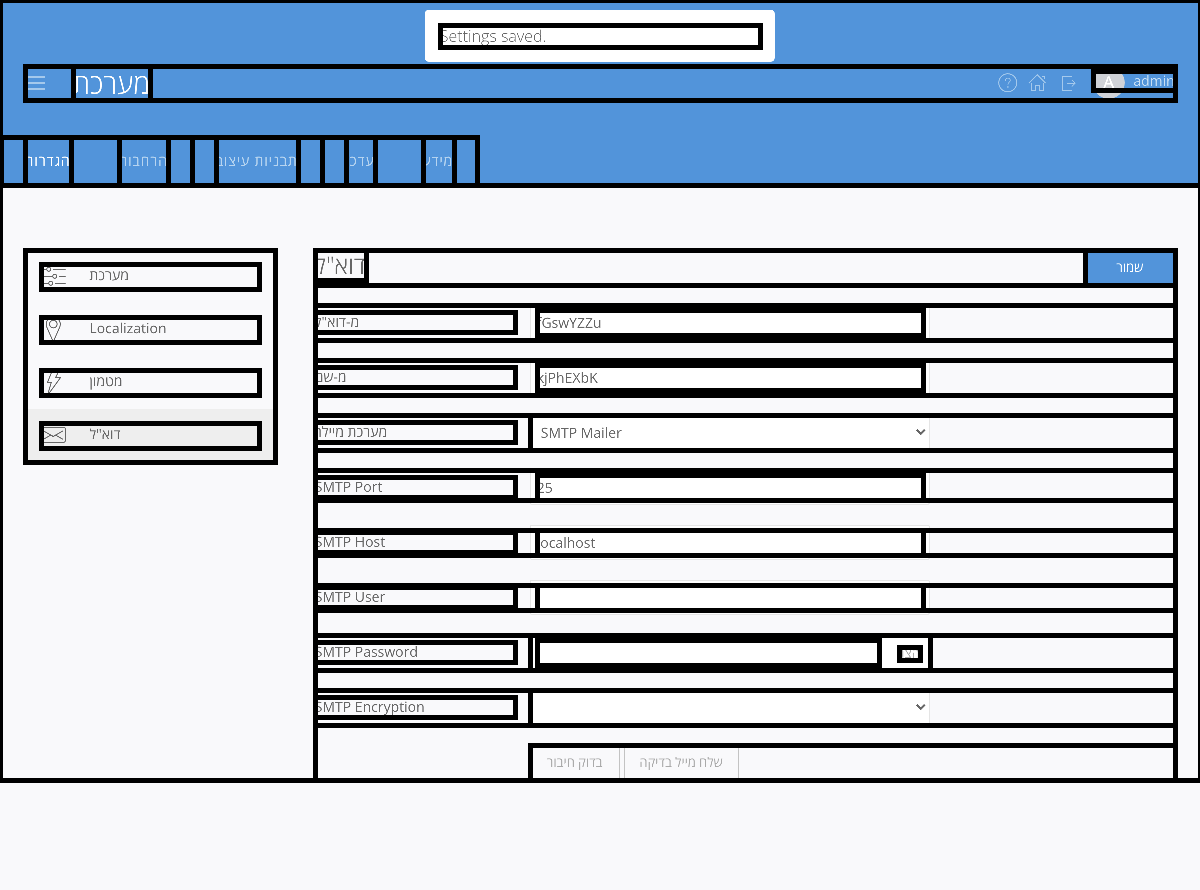 Settings saved.
מערכת
A
admin
הגדרות
הרחבות
תבניות עיצוב
מידע
מערכת
Localization
מטמון
דוא"ל
דוא"ל
שמור
מ-דוא"ל
GswYZZu
מ-שם
kjPhEXbK
מערכת מיילר
SMTP Mailer
SMTP Port
25
SMTP Host
localhost
SMTP User
SMTP Password
SMTP Encryption
בדוק חיבור
שלח מייל בדיקה